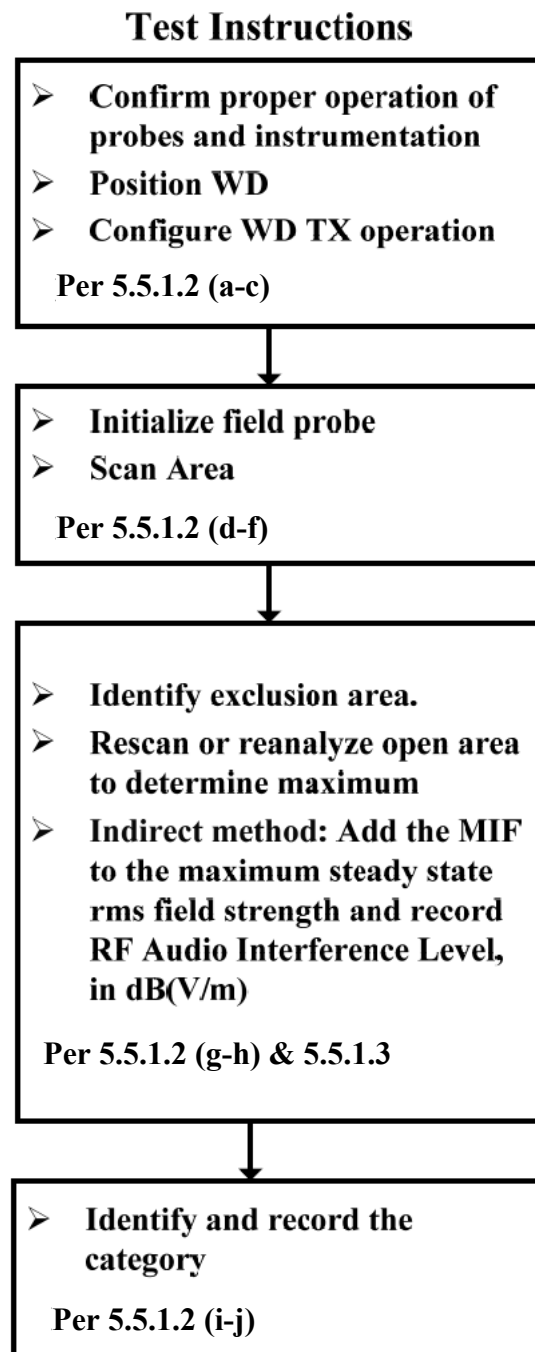 Test Instructions
➢ Confirm proper operation of
probes and instrumentation
➢ Position WD
➢ Configure WD TX operation
Per 5.5.1.2 (a-c)
➢ Initialize field probe
➢ Scan Area
Per 5.5.1.2 (d-f)
➢ Identify exclusion area.
➢ Rescan or reanalyze open area
to determine maximum
➢ Indirect method: Add the MIF
to the maximum steady state
rms field strength and record
RF Audio Interference Level,
in dB(V/m)
Per 5.5.1.2 (g-h) & 5.5.1.3
➢ Identify and record the
category
Per 5.5.1.2 (i-j)